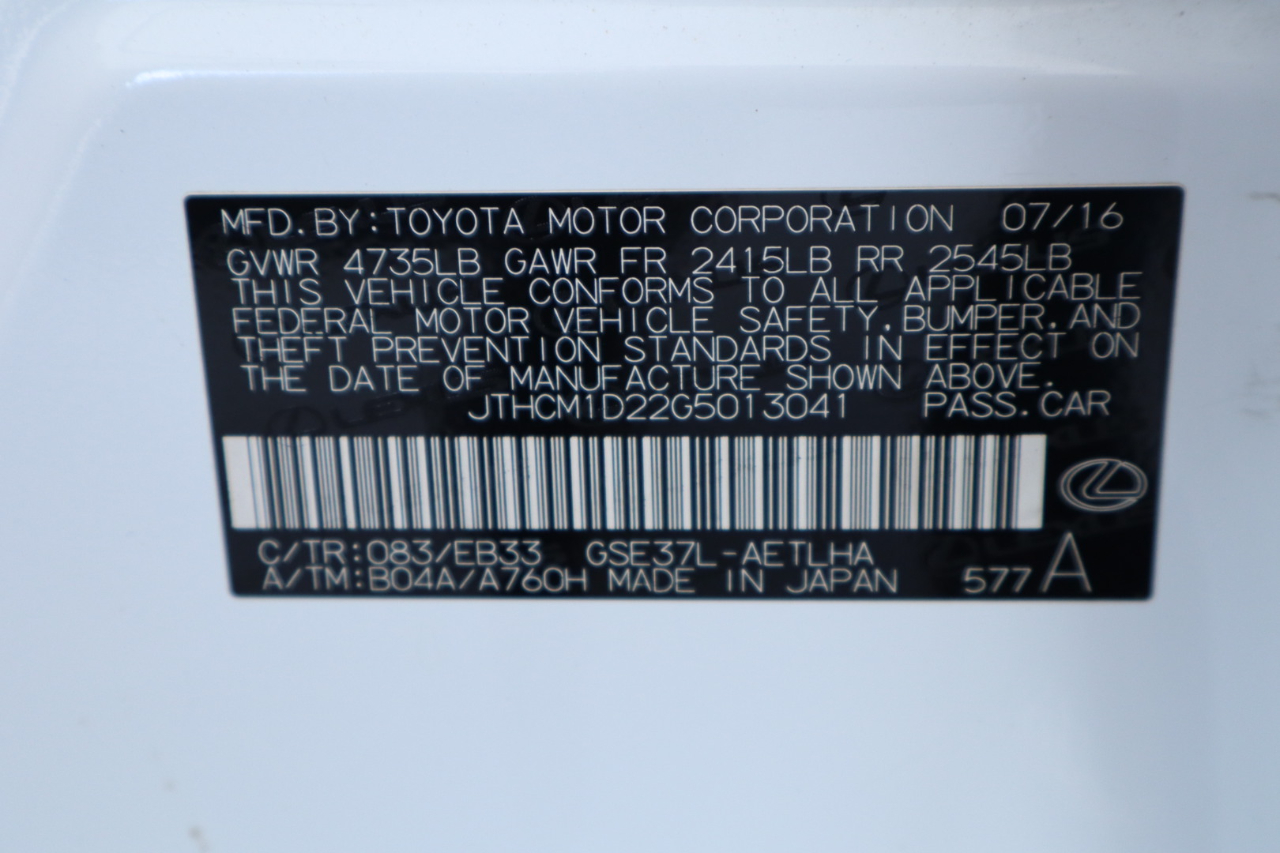 MFD. BY: TOYOTA MOTOR CORPORATION 07/16
GVWR 4735LB GAWR FR 2415LB RR 2545LB
THIS VEHICLE CONFORMS TO ALL APPLICABLE
FEDERAL MOTOR VEHICLE SAFETY, BUMPER, AND
THEFT PREVENTION STANDARDS IN EFFECT ON
THE DATE OF MANUFACTURE SHOWN ABOVE.
JTHCM1D22G5013041 PASS. CAR
C/TR: 083/EB33 GSE37L-AETLHA
A/TM: B04A/A760H MADE IN JAPAN 577 A